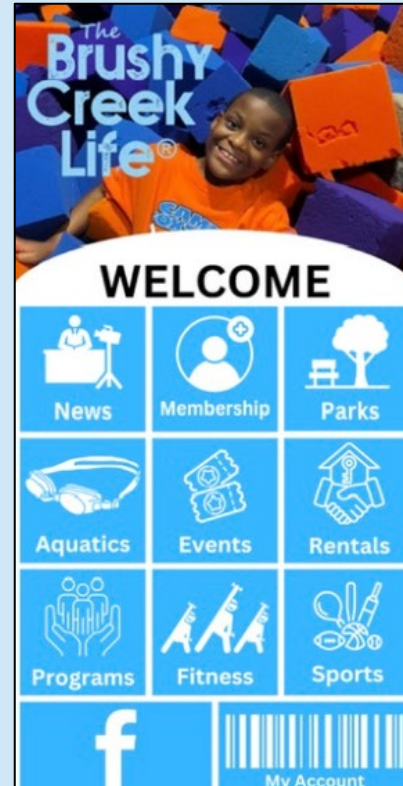 The
Brushy
Creek
Life®
WELCOME
News
Membership
Parks
Aquatics
Events
Rentals
Programs
Fitness
Sports
f
My Account